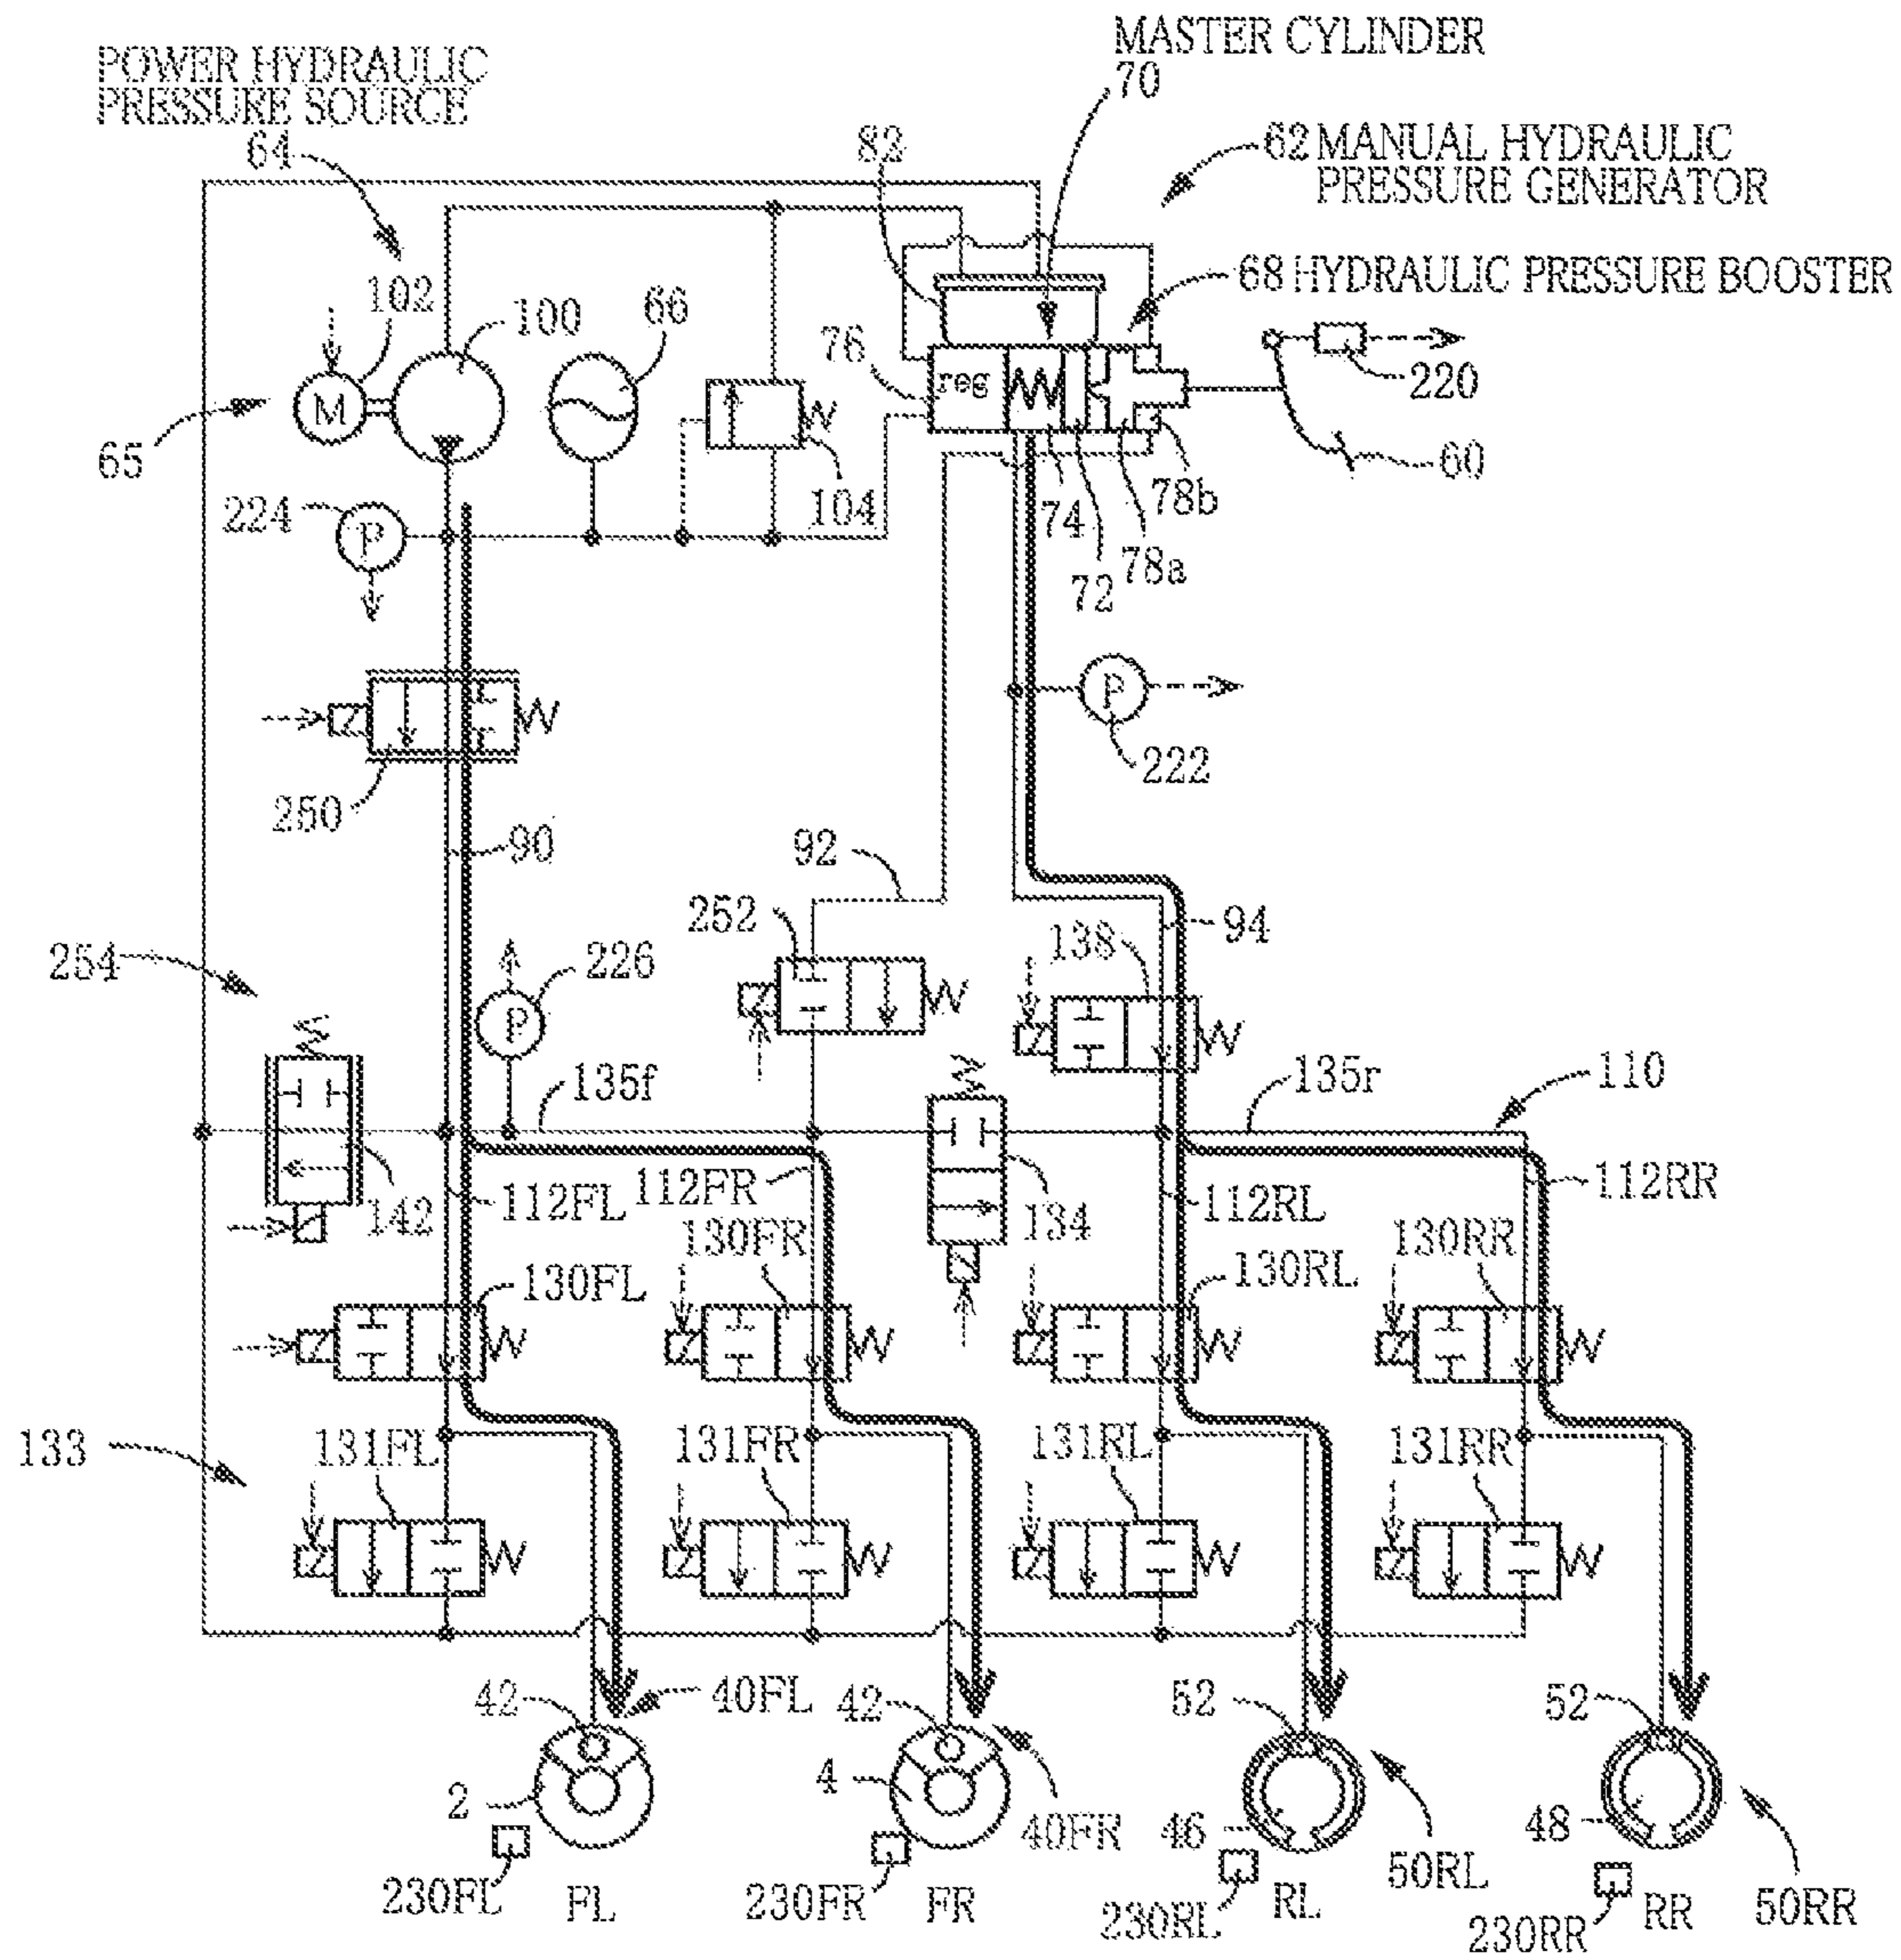 MASTER CYLINDER
70
POWER HYDRAULIC
PRESSURE SOURCE
64
82
62 MANUAL HYDRAULIC
PRESSURE GENERATOR
68 HYDRAULIC PRESSURE BOOSTER
102
100
66
76
reg
220
M
65
60
104
78b
74
224
P
78a
72
P
222
250
90
92
252
94
138
254
226
P
135f
135r
110
142
112FL
112FR
134
112RL
112RR
130FR
130RR
130FL
130RL
133
131FL
131FR
131RL
131RR
42
40FL
42
52
52
2
4
40FR
46
48
50RL
50RR
230FL
FL
230FR
FR
230RL
RL
230RR
RR